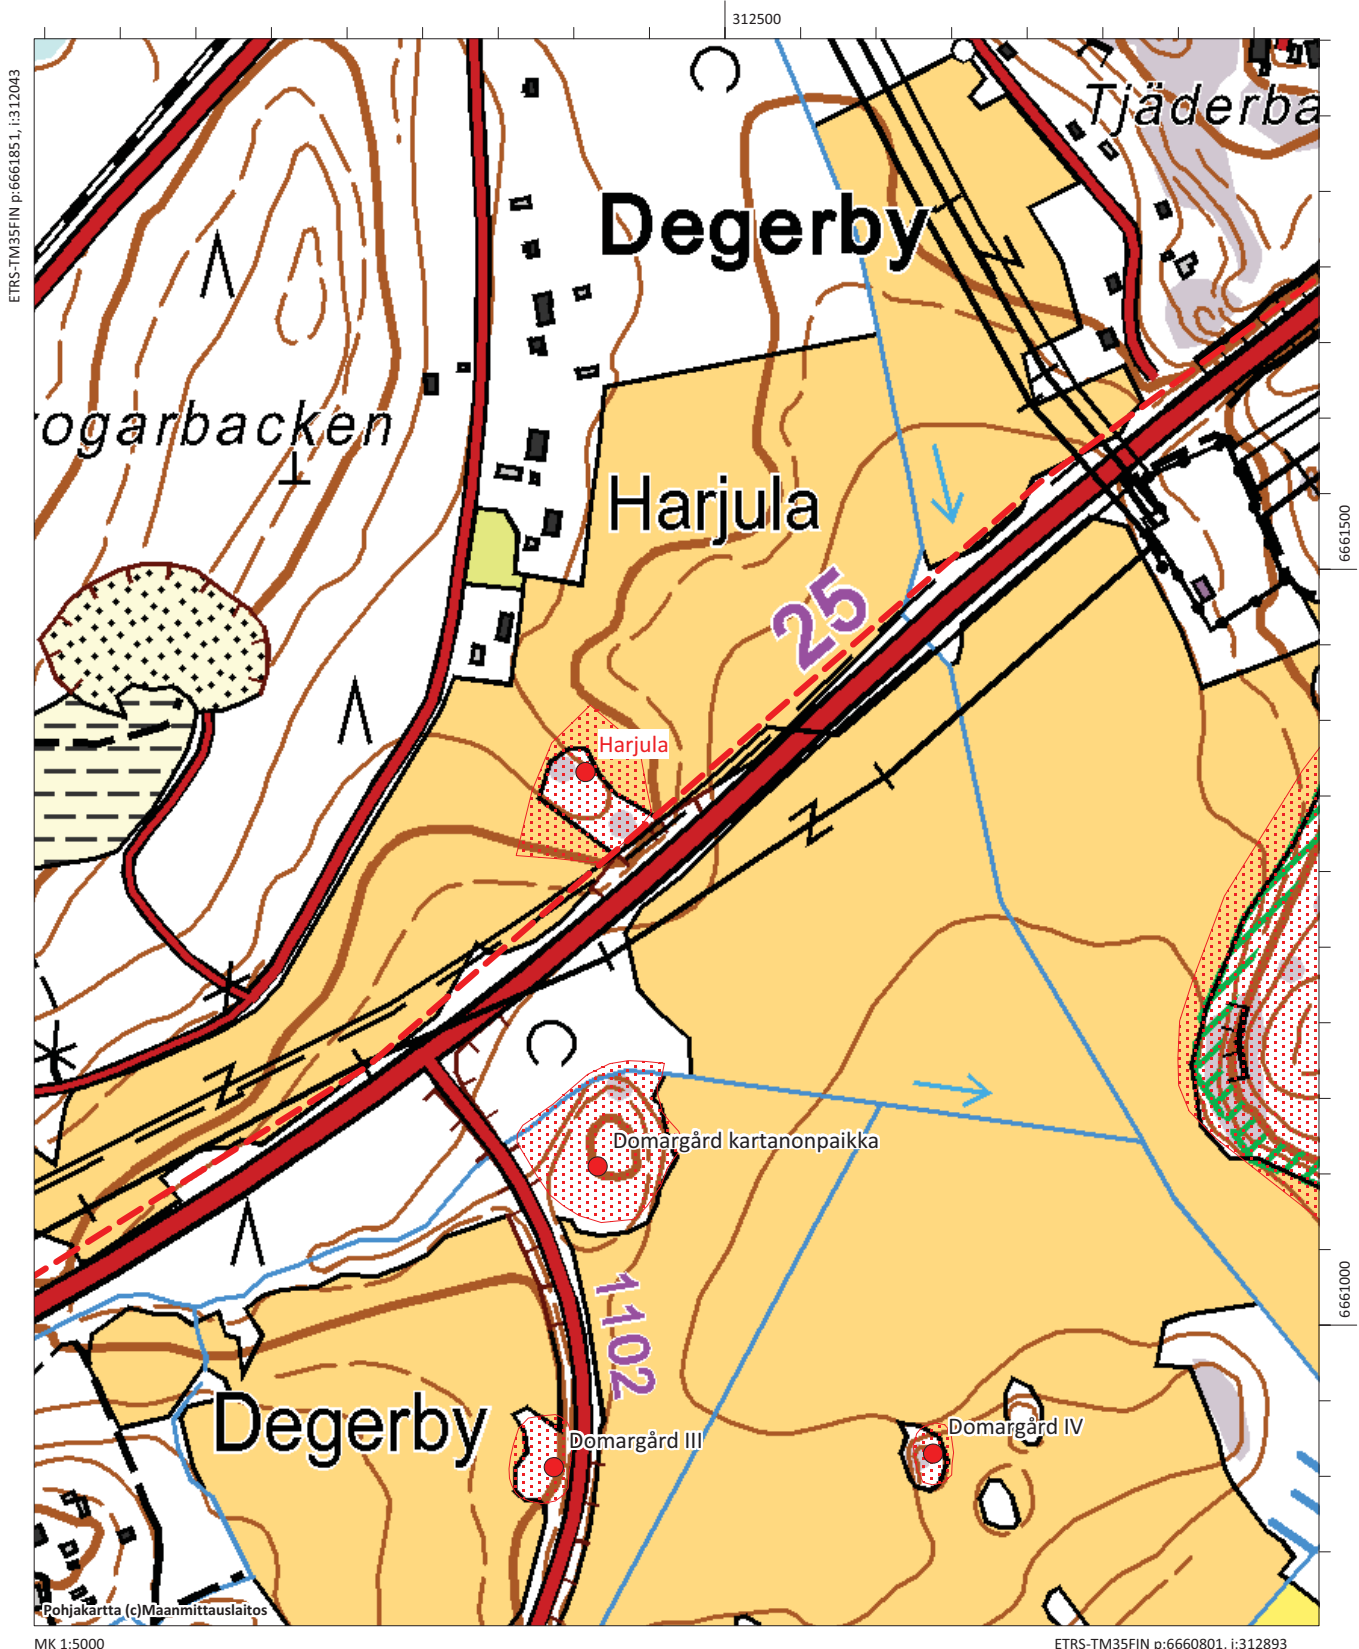 312500
ETRS-TM35FIN p:6661851, i:312043
Tjäderba
Degerby
rogarbacken
Harjula
6661500
25
Harjula
Domargård kartanonpaikka
6661000
1102
Degerby
Domargård III
Domargård IV
Pohjakartta (c)Maanmittauslaitos
MK 1:5000
ETRS-TM35FIN p:6660801, i:312893